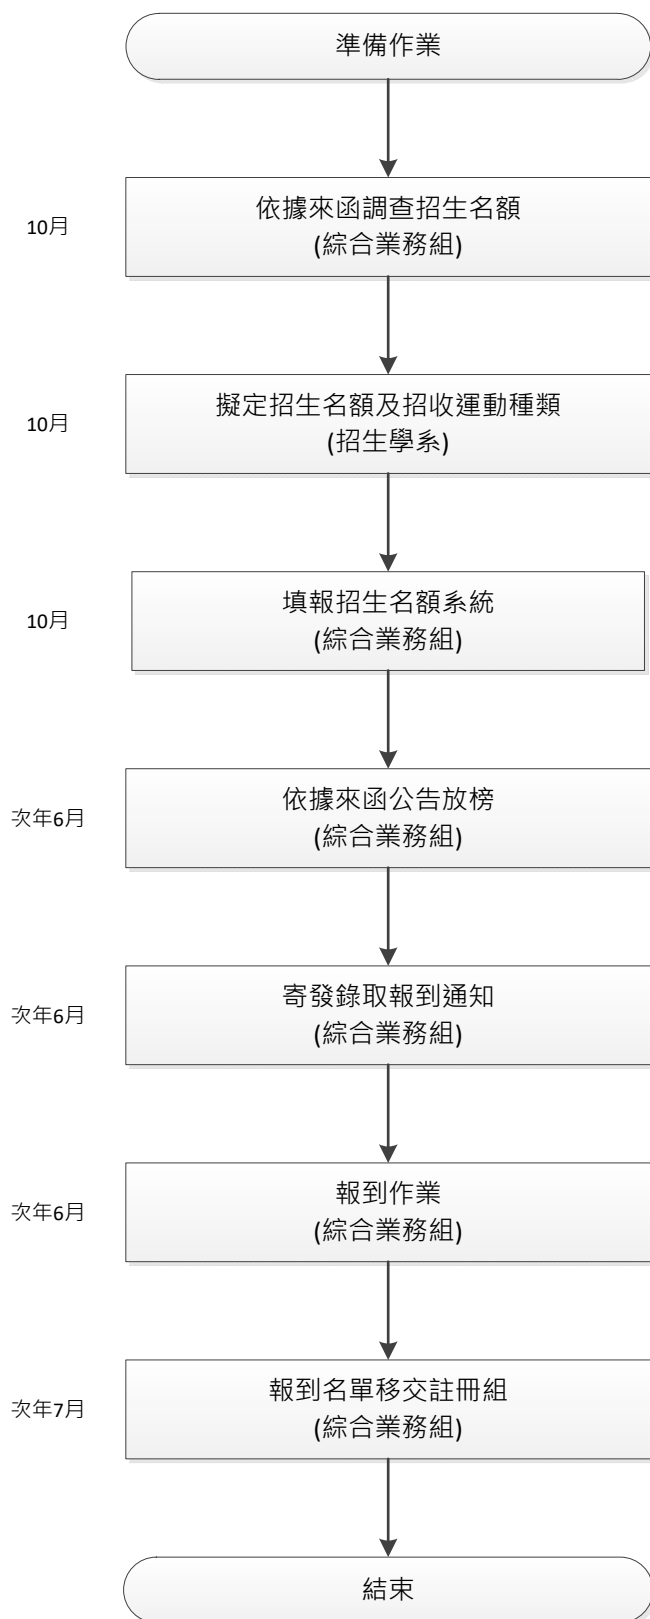 準備作業
10月
依據來函調查招生名額
(綜合業務組)
10月
擬定招生名額及招收運動種類
(招生學系)
10月
填報招生名額系統
(綜合業務組)
次年6月
依據來函公告放榜
(綜合業務組)
次年6月
寄發錄取報到通知
(綜合業務組)
次年6月
報到作業
(綜合業務組)
次年7月
報到名單移交註冊組
(綜合業務組)
結束